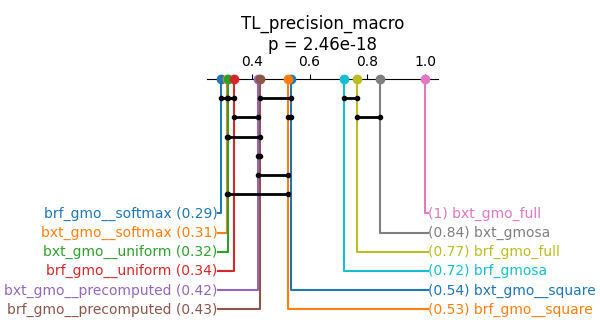 TL_precision_macro
p = 2.46e-18
0.4 0.6 0.8 1.0
brf_gmo__softmax (0.29) (1) bxt_gmo_full
bxt_gmo__softmax (0.31) (0.84) bxt_gmosa
bxt_gmo__uniform (0.32) (0.77) brf_gmo_full
brf_gmo__uniform (0.34) (0.72) brf_gmosa
bxt_gmo__precomputed (0.42) (0.54) bxt_gmo__square
brf_gmo__precomputed (0.43) (0.53) brf_gmo__square